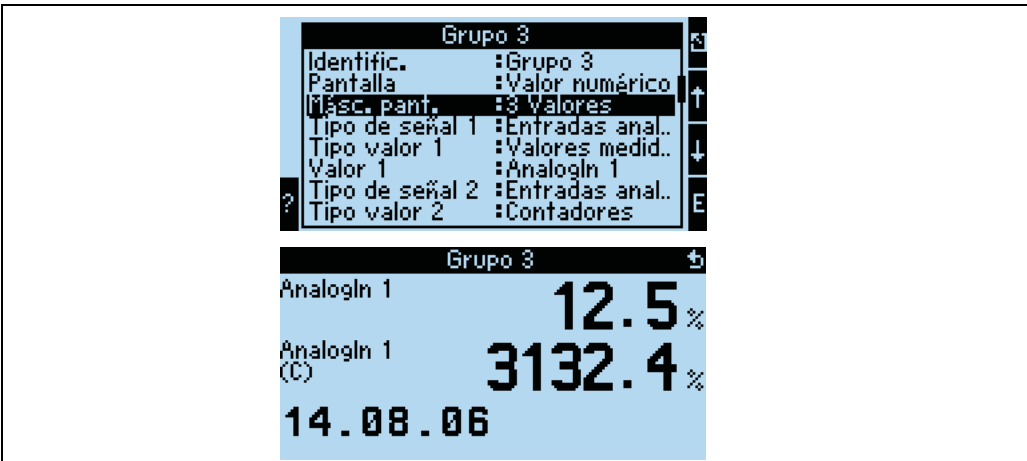 Grupo 3
Identific. :Grupo 3
Pantalla :Valor numérico
Másc. pant. :3 Valores
Tipo de señal 1 :Entradas anal..
Tipo valor 1 :Valores medid..
Valor 1 :AnalogIn 1
Tipo de señal 2 :Entradas anal..
Tipo valor 2 :Contadores
?
E
Grupo 3
AnalogIn 1 12.5 %
AnalogIn 1 (C) 3132.4 %
14.08.06